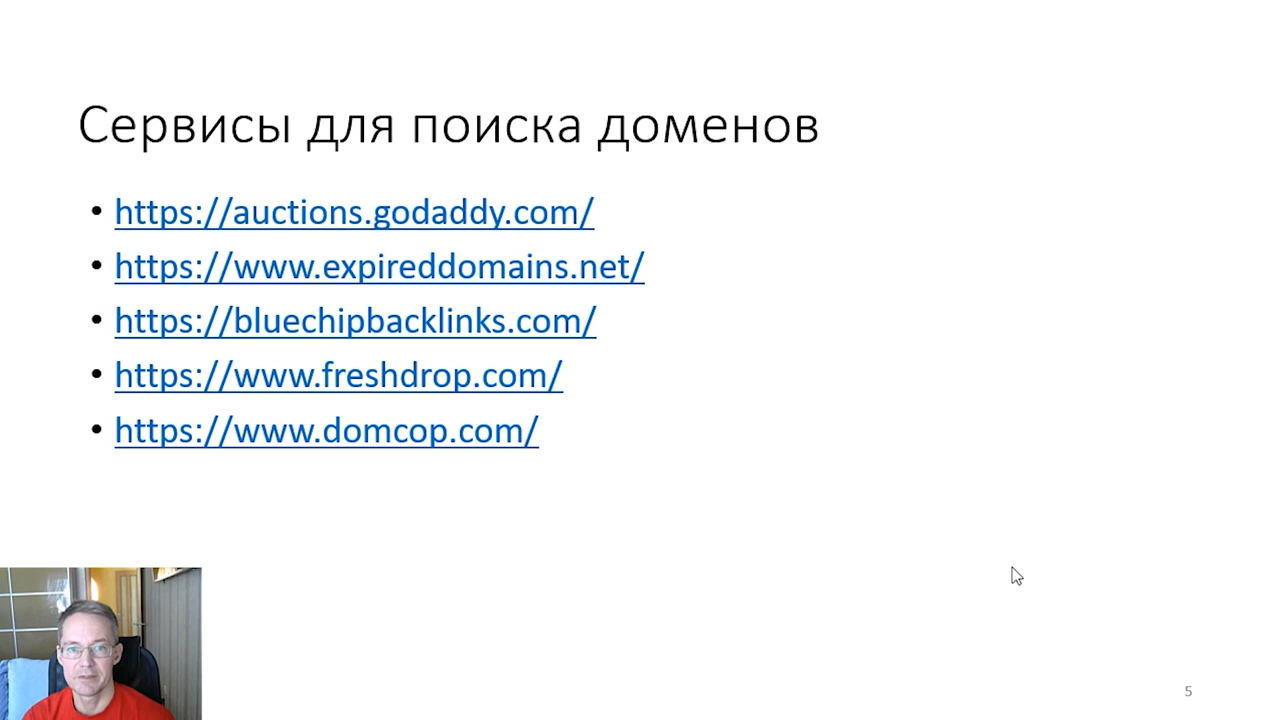 Сервисы для поиска доменов
• https://auctions.godaddy.com/
• https://www.expireddomains.net/
• https://bluechipbacklinks.com/
• https://www.freshdrop.com/
• https://www.domcop.com/
5